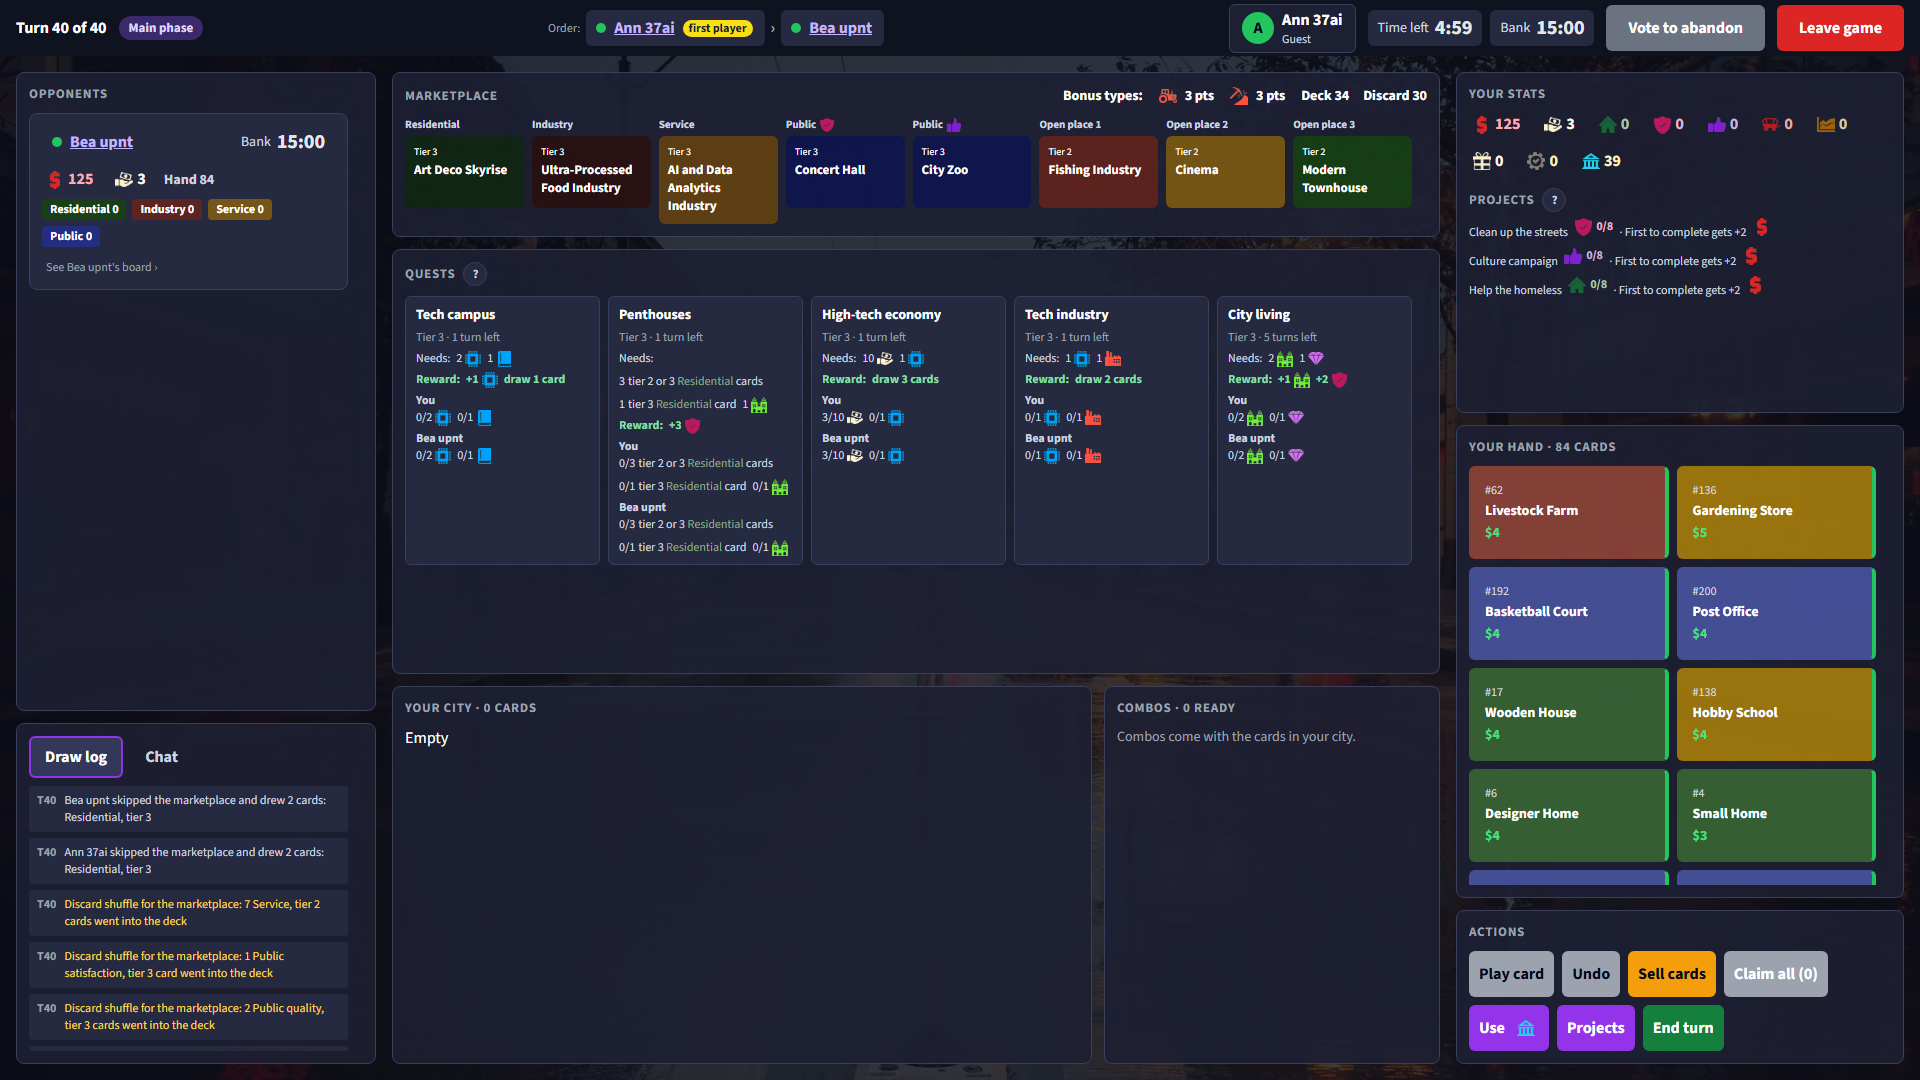 Turn 40 of 40
Main phase
Order: Ann 37ai first player › Bea upnt
A
Ann 37ai
Guest
Time left 4:59
Bank 15:00
Vote to abandon
Leave game
OPPONENTS
Bea upnt
Bank 15:00
125 3 Hand 84
Residential 0 Industry 0 Service 0
Public 0
See Bea upnt's board ›
Draw log
Chat
T40 Bea upnt skipped the marketplace and drew 2 cards:
Residential, tier 3
T40 Ann 37ai skipped the marketplace and drew 2 cards:
Residential, tier 3
T40 Discard shuffle for the marketplace: 7 Service, tier 2
cards went into the deck
T40 Discard shuffle for the marketplace: 1 Public
satisfaction, tier 3 card went into the deck
T40 Discard shuffle for the marketplace: 2 Public quality,
tier 3 cards went into the deck
MARKETPLACE
Bonus types: 3 pts 3 pts Deck 34 Discard 30
Residential
Tier 3
Art Deco Skyrise
Industry
Tier 3
Ultra-Processed
Food Industry
Service
Tier 3
AI and Data
Analytics
Industry
Public
Tier 3
Concert Hall
Public
Tier 3
City Zoo
Open place 1
Tier 2
Fishing Industry
Open place 2
Tier 2
Cinema
Open place 3
Tier 2
Modern
Townhouse
QUESTS ?
Tech campus
Tier 3 · 1 turn left
Needs: 2 1
Reward: +1 draw 1 card
You
0/2 0/1
Bea upnt
0/2 0/1
Penthouses
Tier 3 · 1 turn left
Needs:
3 tier 2 or 3 Residential cards
1 tier 3 Residential card 1
Reward: +3
You
0/3 tier 2 or 3 Residential cards
0/1 tier 3 Residential card 0/1
Bea upnt
0/3 tier 2 or 3 Residential cards
0/1 tier 3 Residential card 0/1
High-tech economy
Tier 3 · 1 turn left
Needs: 10 1
Reward: draw 3 cards
You
3/10 0/1
Bea upnt
3/10 0/1
Tech industry
Tier 3 · 1 turn left
Needs: 1 1
Reward: draw 2 cards
You
0/1 0/1
Bea upnt
0/1 0/1
City living
Tier 3 · 5 turns left
Needs: 2 1
Reward: +1 +2
You
0/2 0/1
Bea upnt
0/2 0/1
YOUR CITY · 0 CARDS
Empty
COMBOS · 0 READY
Combos come with the cards in your city.
YOUR STATS
125 3 0 0 0 0 0
0 0 39
PROJECTS ?
Clean up the streets 0/8 · First to complete gets +2
Culture campaign 0/8 · First to complete gets +2
Help the homeless 0/8 · First to complete gets +2
YOUR HAND · 84 CARDS
#62
Livestock Farm
$4
#136
Gardening Store
$5
#192
Basketball Court
$4
#200
Post Office
$4
#17
Wooden House
$4
#138
Hobby School
$4
#6
Designer Home
$4
#4
Small Home
$3
ACTIONS
Play card
Undo
Sell cards
Claim all (0)
Use
Projects
End turn